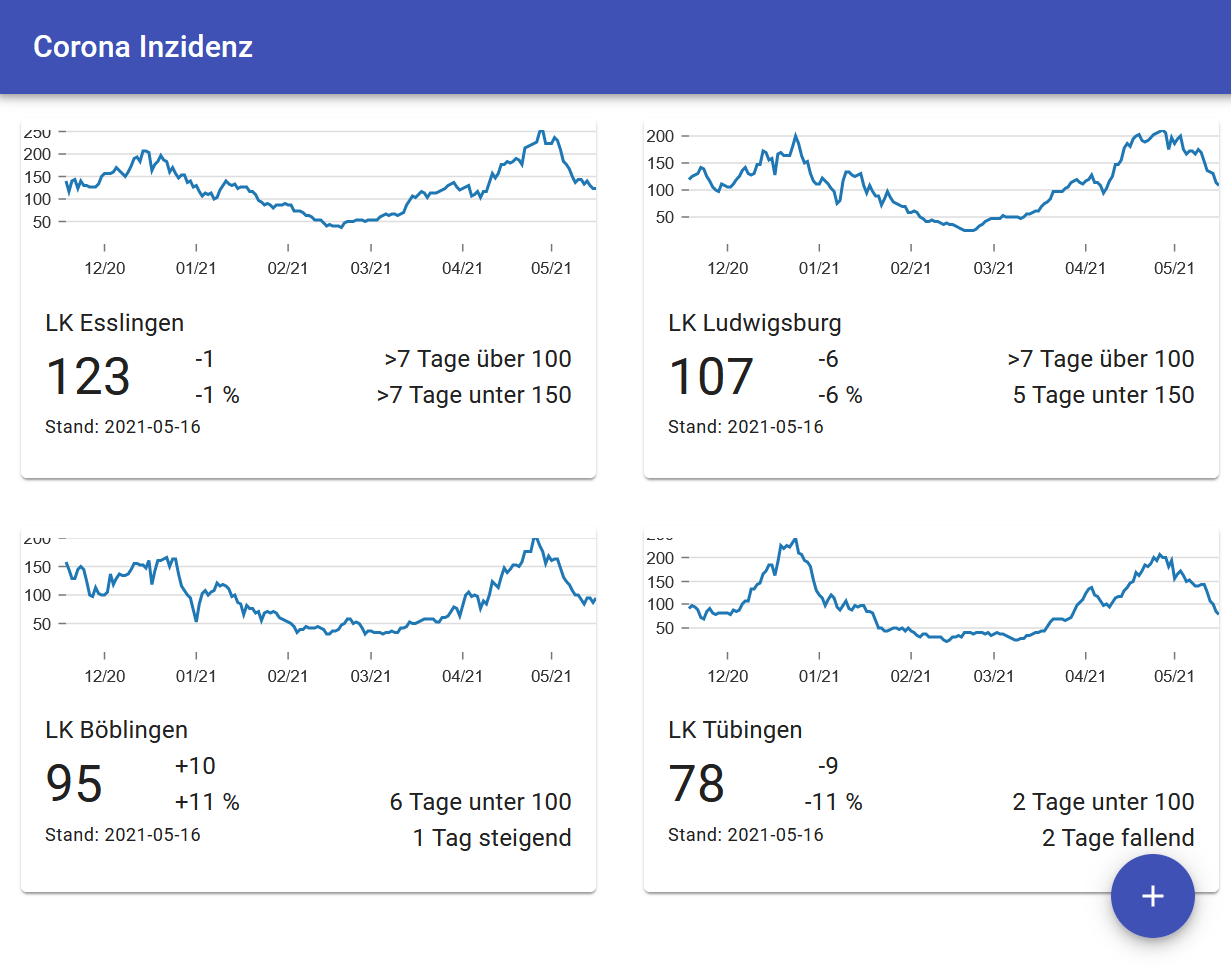 Corona Inzidenz
250
200
150
100
50
12/20 01/21 02/21 03/21 04/21 05/21
LK Esslingen
123
-1
-1 %
>7 Tage über 100
>7 Tage unter 150
Stand: 2021-05-16
200
150
100
50
12/20 01/21 02/21 03/21 04/21 05/21
LK Ludwigsburg
107
-6
-6 %
>7 Tage über 100
5 Tage unter 150
Stand: 2021-05-16
200
150
100
50
12/20 01/21 02/21 03/21 04/21 05/21
LK Böblingen
95
+10
+11 %
6 Tage unter 100
1 Tag steigend
Stand: 2021-05-16
200
150
100
50
12/20 01/21 02/21 03/21 04/21 05/21
LK Tübingen
78
-9
-11 %
2 Tage unter 100
2 Tage fallend
Stand: 2021-05-16
+